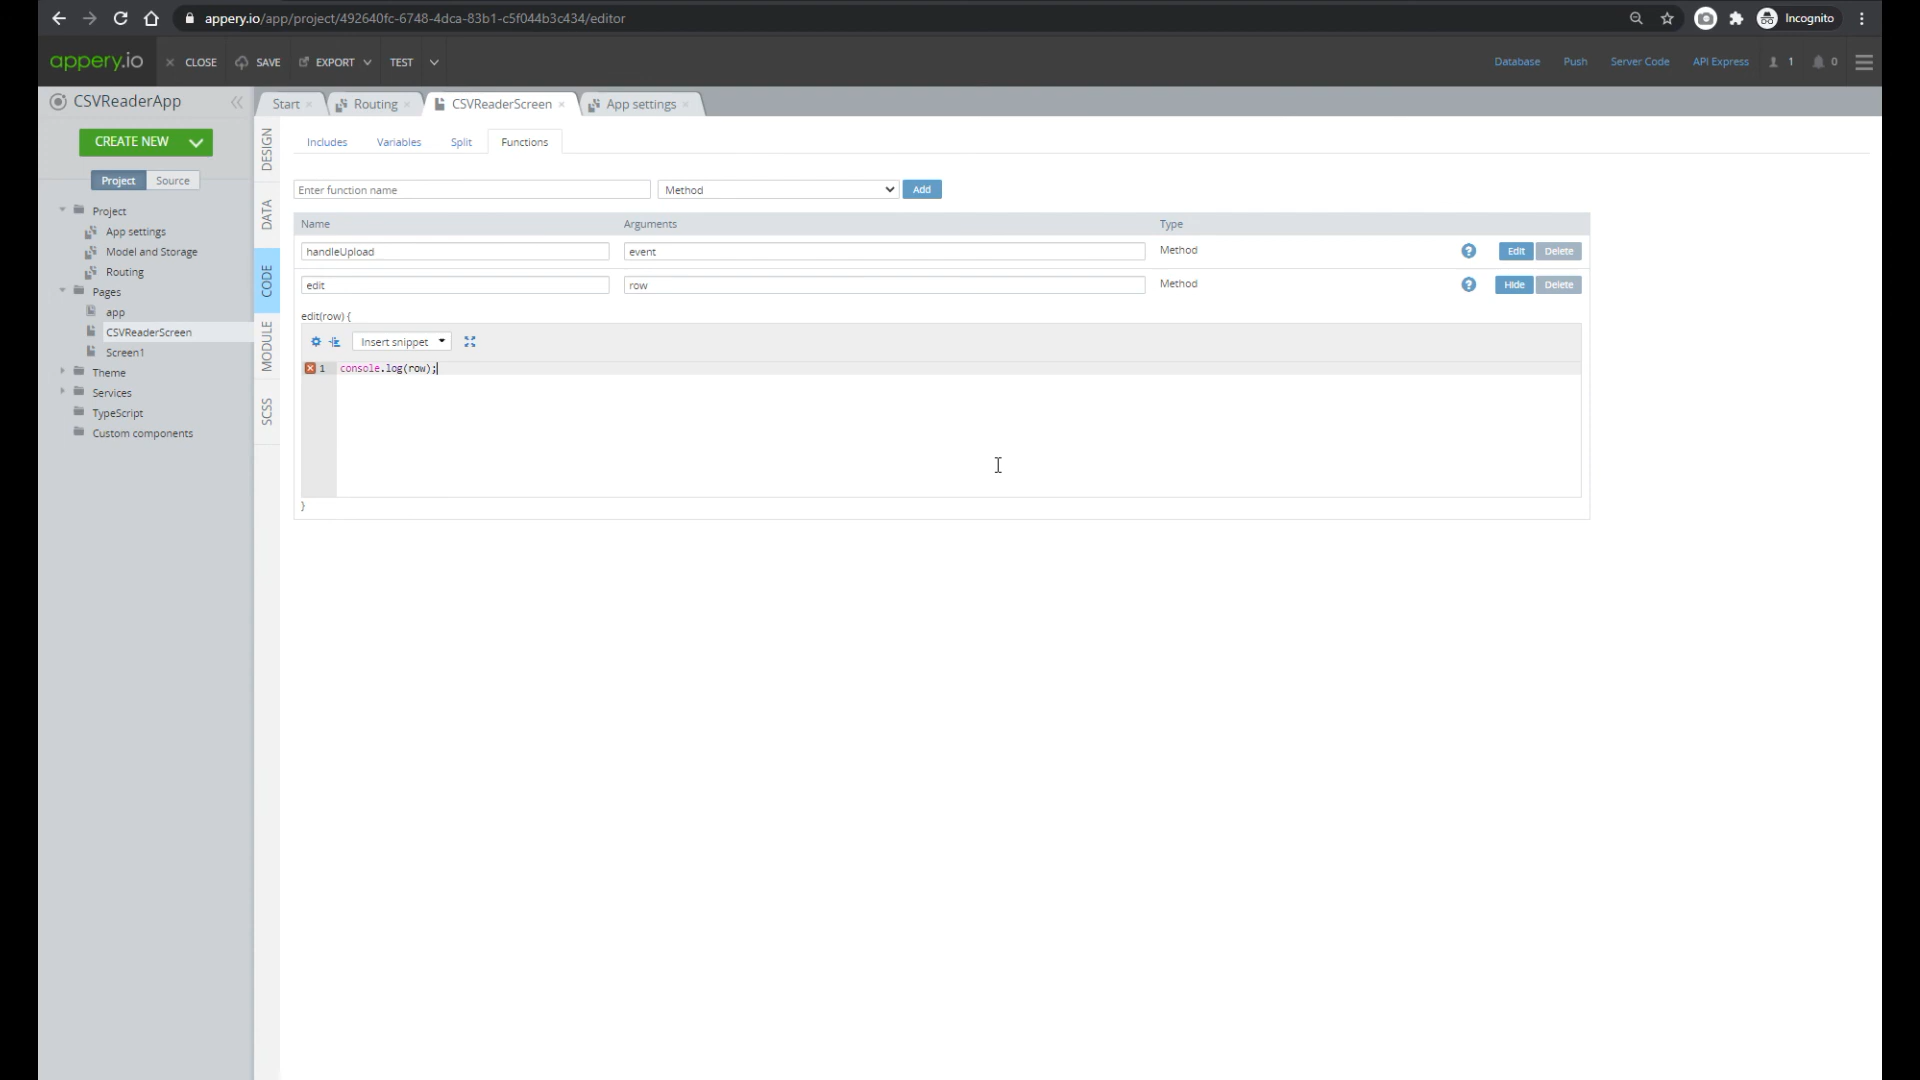 appery.io/app/project/492640fc-6748-4dca-83b1-c5f044b3c434/editor
Incognito
appery.io
CLOSE
SAVE
EXPORT
TEST
Database
Push
Server Code
API Express
1
0
CSVReaderApp
Start
Routing
CSVReaderScreen
App settings
CREATE NEW
Project
Source
Project
App settings
Model and Storage
Routing
Pages
app
CSVReaderScreen
Screen1
Theme
Services
TypeScript
Custom components
DESIGN
DATA
CODE
MODULE
SCSS
Includes
Variables
Split
Functions
Enter function name
Method
Add
Name
Arguments
Type
handleUpload
event
Method
?
Edit
Delete
edit
row
Method
?
Hide
Delete
edit(row) {
Insert snippet
1 console.log(row);
}